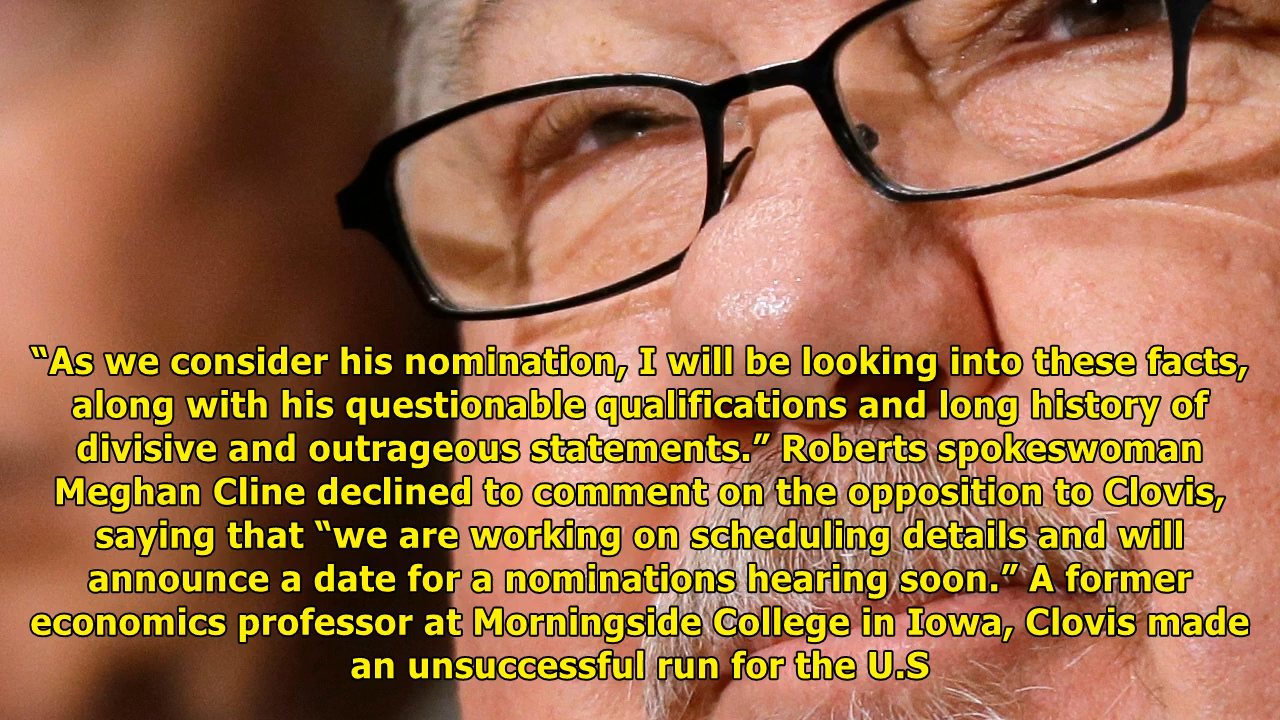 “As we consider his nomination, I will be looking into these facts,
along with his questionable qualifications and long history of
divisive and outrageous statements.” Roberts spokeswoman
Meghan Cline declined to comment on the opposition to Clovis,
saying that “we are working on scheduling details and will
announce a date for a nominations hearing soon.” A former
economics professor at Morningside College in Iowa, Clovis made
an unsuccessful run for the U.S